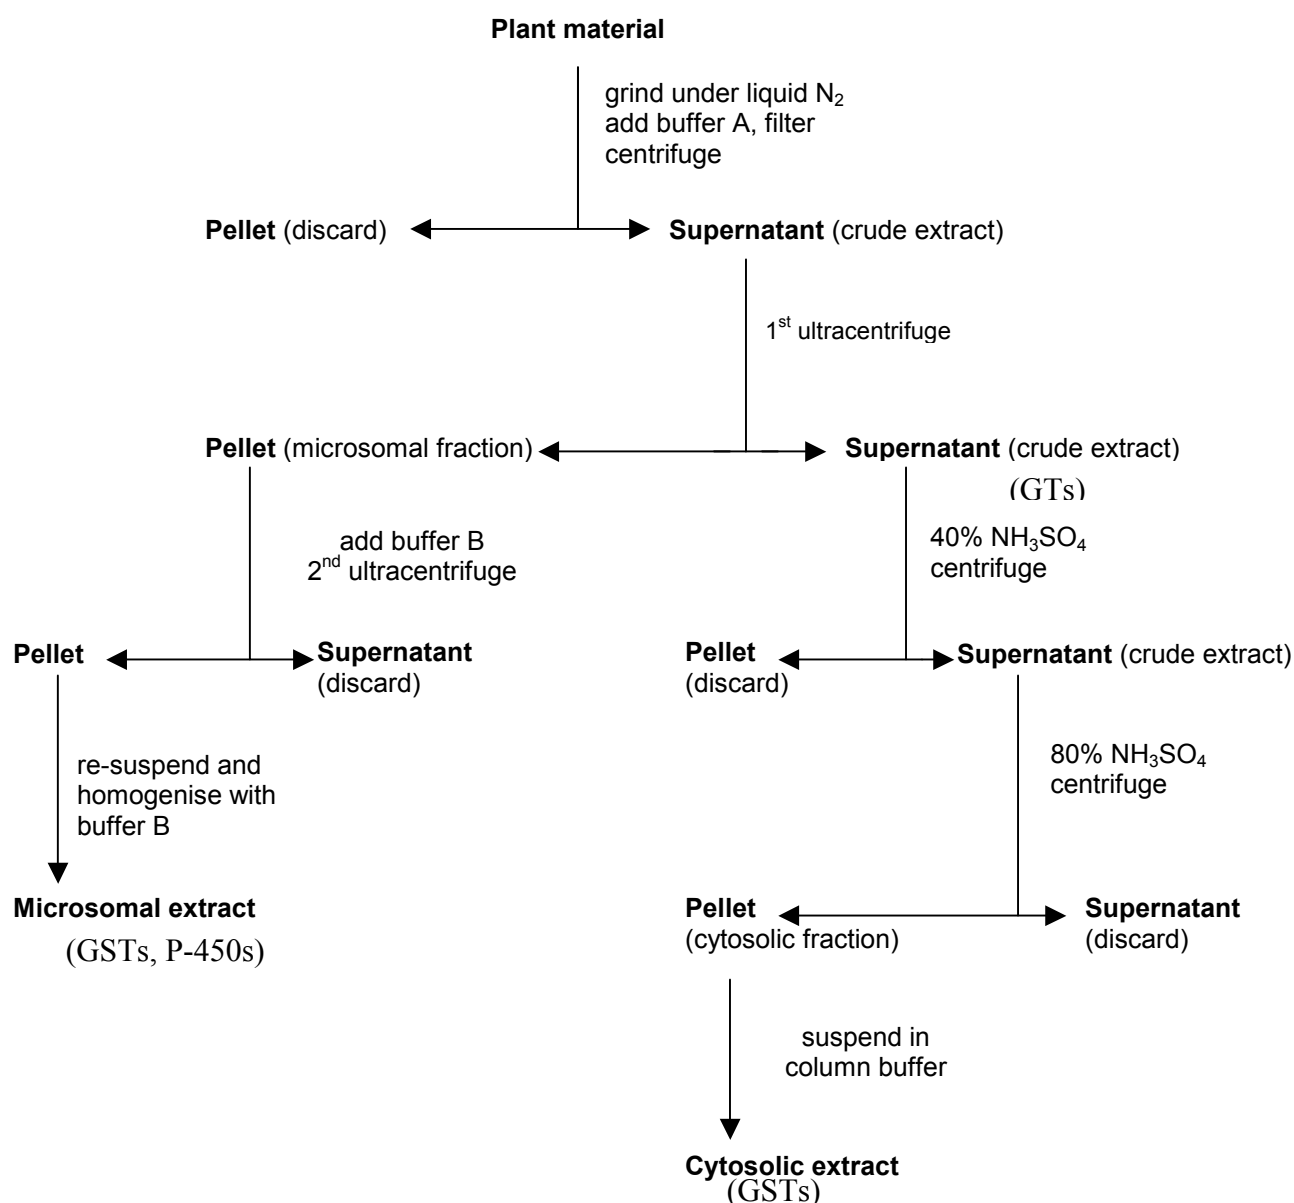 Plant material
grind under liquid N₂
add buffer A, filter
centrifuge
Pellet (discard)
Supernatant (crude extract)
1ˢᵗ ultracentrifuge
Pellet (microsomal fraction)
Supernatant (crude extract)
(GTs)
add buffer B
2ⁿᵈ ultracentrifuge
40% NH₃SO₄
centrifuge
Pellet
Supernatant
(discard)
Pellet
(discard)
Supernatant (crude extract)
re-suspend and
homogenise with
buffer B
80% NH₃SO₄
centrifuge
Microsomal extract
(GSTs, P-450s)
Pellet
(cytosolic fraction)
Supernatant
(discard)
suspend in
column buffer
Cytosolic extract
(GSTs)